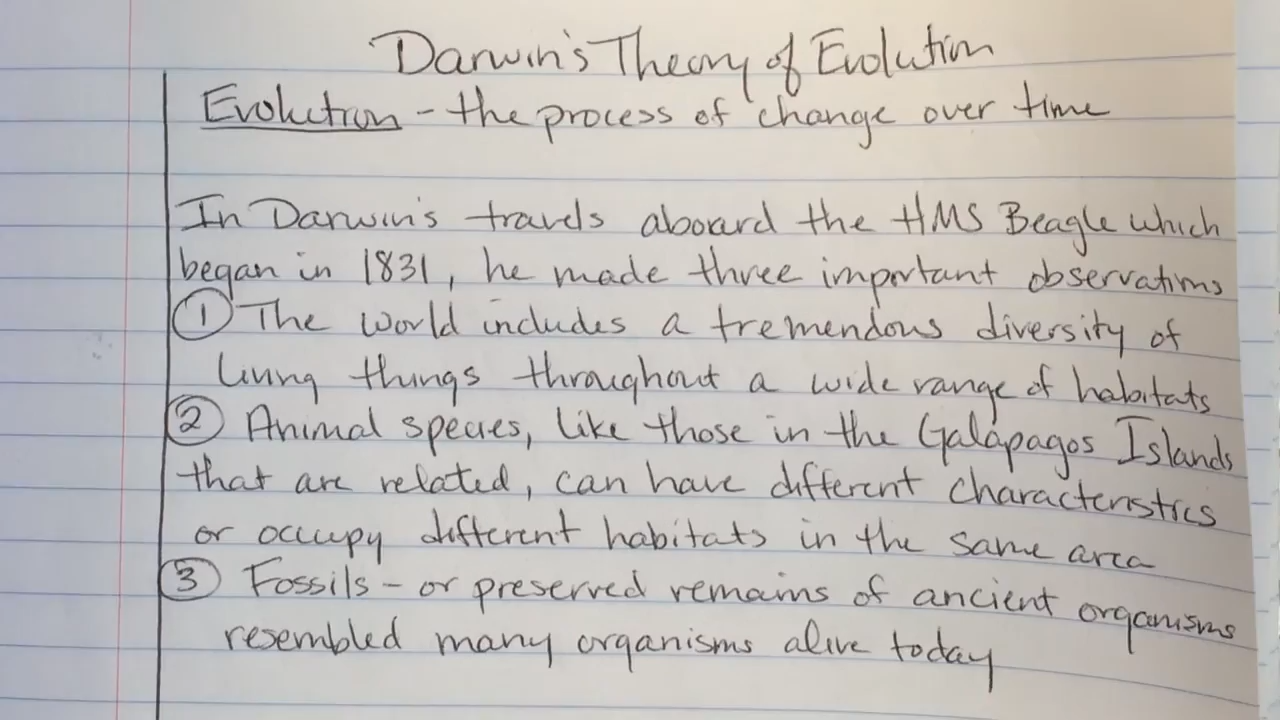 Darwin's Theory of Evolution
Evolution - the process of change over time
In Darwin's travels aboard the HMS Beagle which
began in 1831, he made three important observations
① The world includes a tremendous diversity of
living things throughout a wide range of habitats
② Animal species, like those in the Galápagos Islands
that are related, can have different characteristics
or occupy different habitats in the same area
③ Fossils - or preserved remains of ancient organisms
resembled many organisms alive today